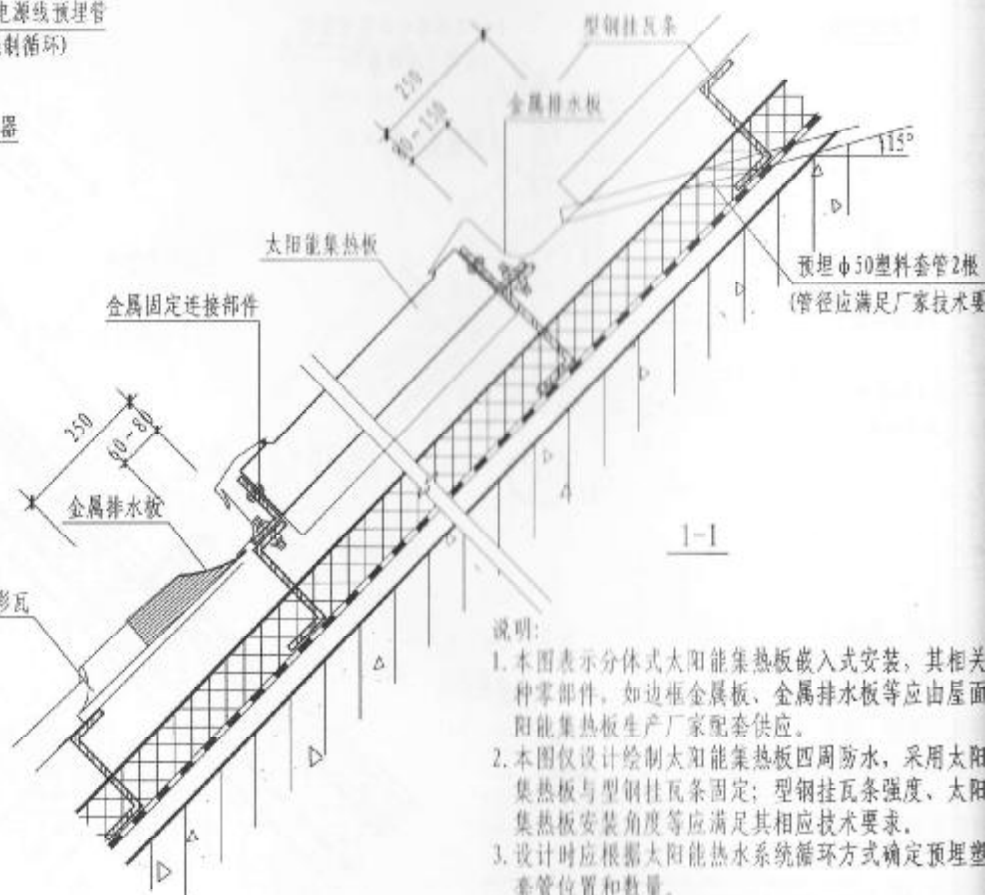 电源线预埋管
制循环)
器
型钢挂瓦条
250
80~150
金属排水板
15°
太阳能集热板
预坦φ50塑料套管2根
(管径应满足厂家技术要
金属固定连接部件
250
60~80
金属排水板
1-1
彩瓦
说明:
1. 本图表示分体式太阳能集热板嵌入式安装，其相关
种零部件，如边框金属板、金属排水板等应由屋面
阳能集热板生产厂家配套供应。
2. 本图仅设计绘制太阳能集热板四周防水，采用太阳
集热板与型钢挂瓦条固定；型钢挂瓦条强度、太阳
集热板安装角度等应满足其相应技术要求。
3. 设计时应根据太阳能热水系统循环方式确定预埋塑
套管位置和数量。